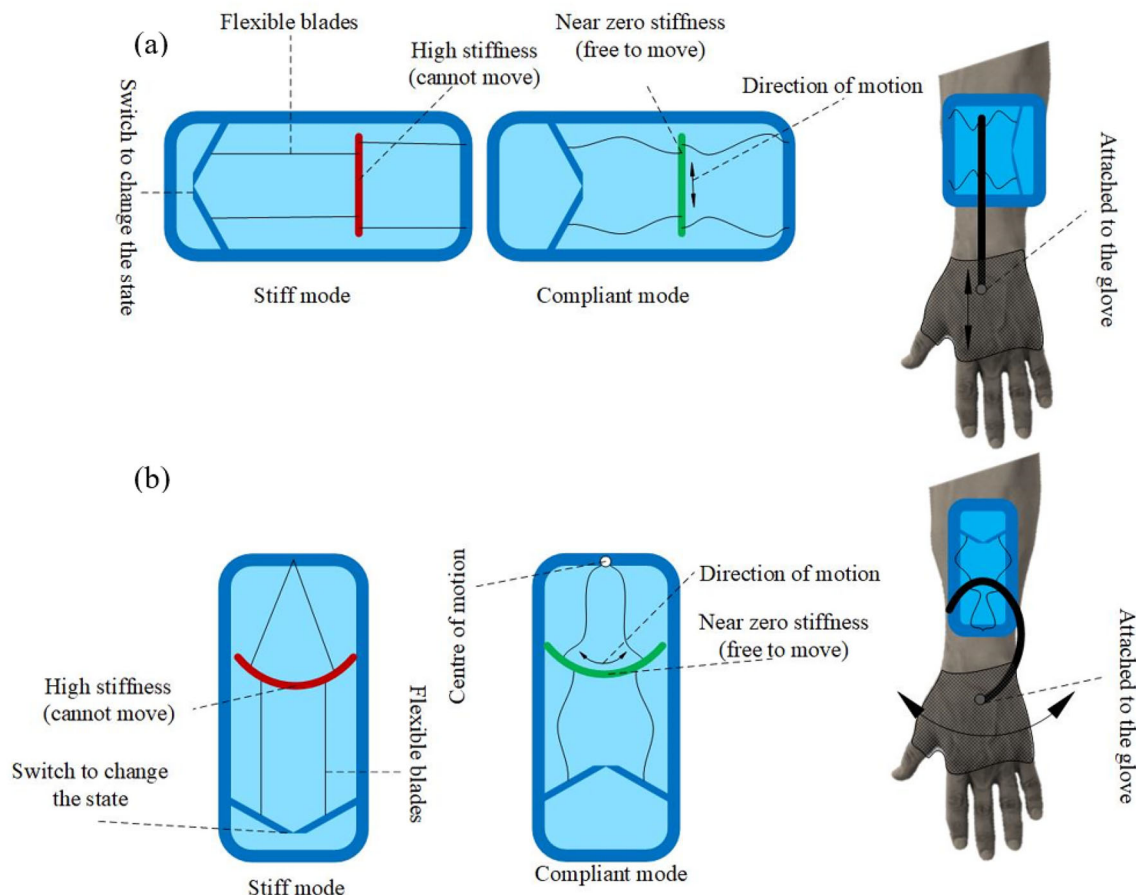 (a)
Flexible blades
High stiffness
(cannot move)
Near zero stiffness
(free to move)
Direction of motion
Switch to change
the state
Attached to the glove
Stiff mode
Compliant mode
(b)
Centre of motion
Direction of motion
Near zero stiffness
(free to move)
High stiffness
(cannot move)
Flexible blades
Switch to change
the state
Attached to the glove
Stiff mode
Compliant mode